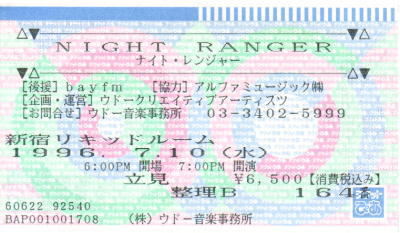 NIGHT RANGER
ナイト・レンジャー
[後援] bayfm [協力] アルファミュージック㈱
[企画・運営] ウドークリエイティブアーティスツ
[お問合せ] ウドー音楽事務所 03-3402-5999
新宿リキッドルーム
1996. 7.10 (水)
6:00PM 開場 7:00PM 開演
立見 ¥6,500【消費税込み】
整理B 164番
60622 92540
BAP001001708 (株) ウドー音楽事務所
ぴあ